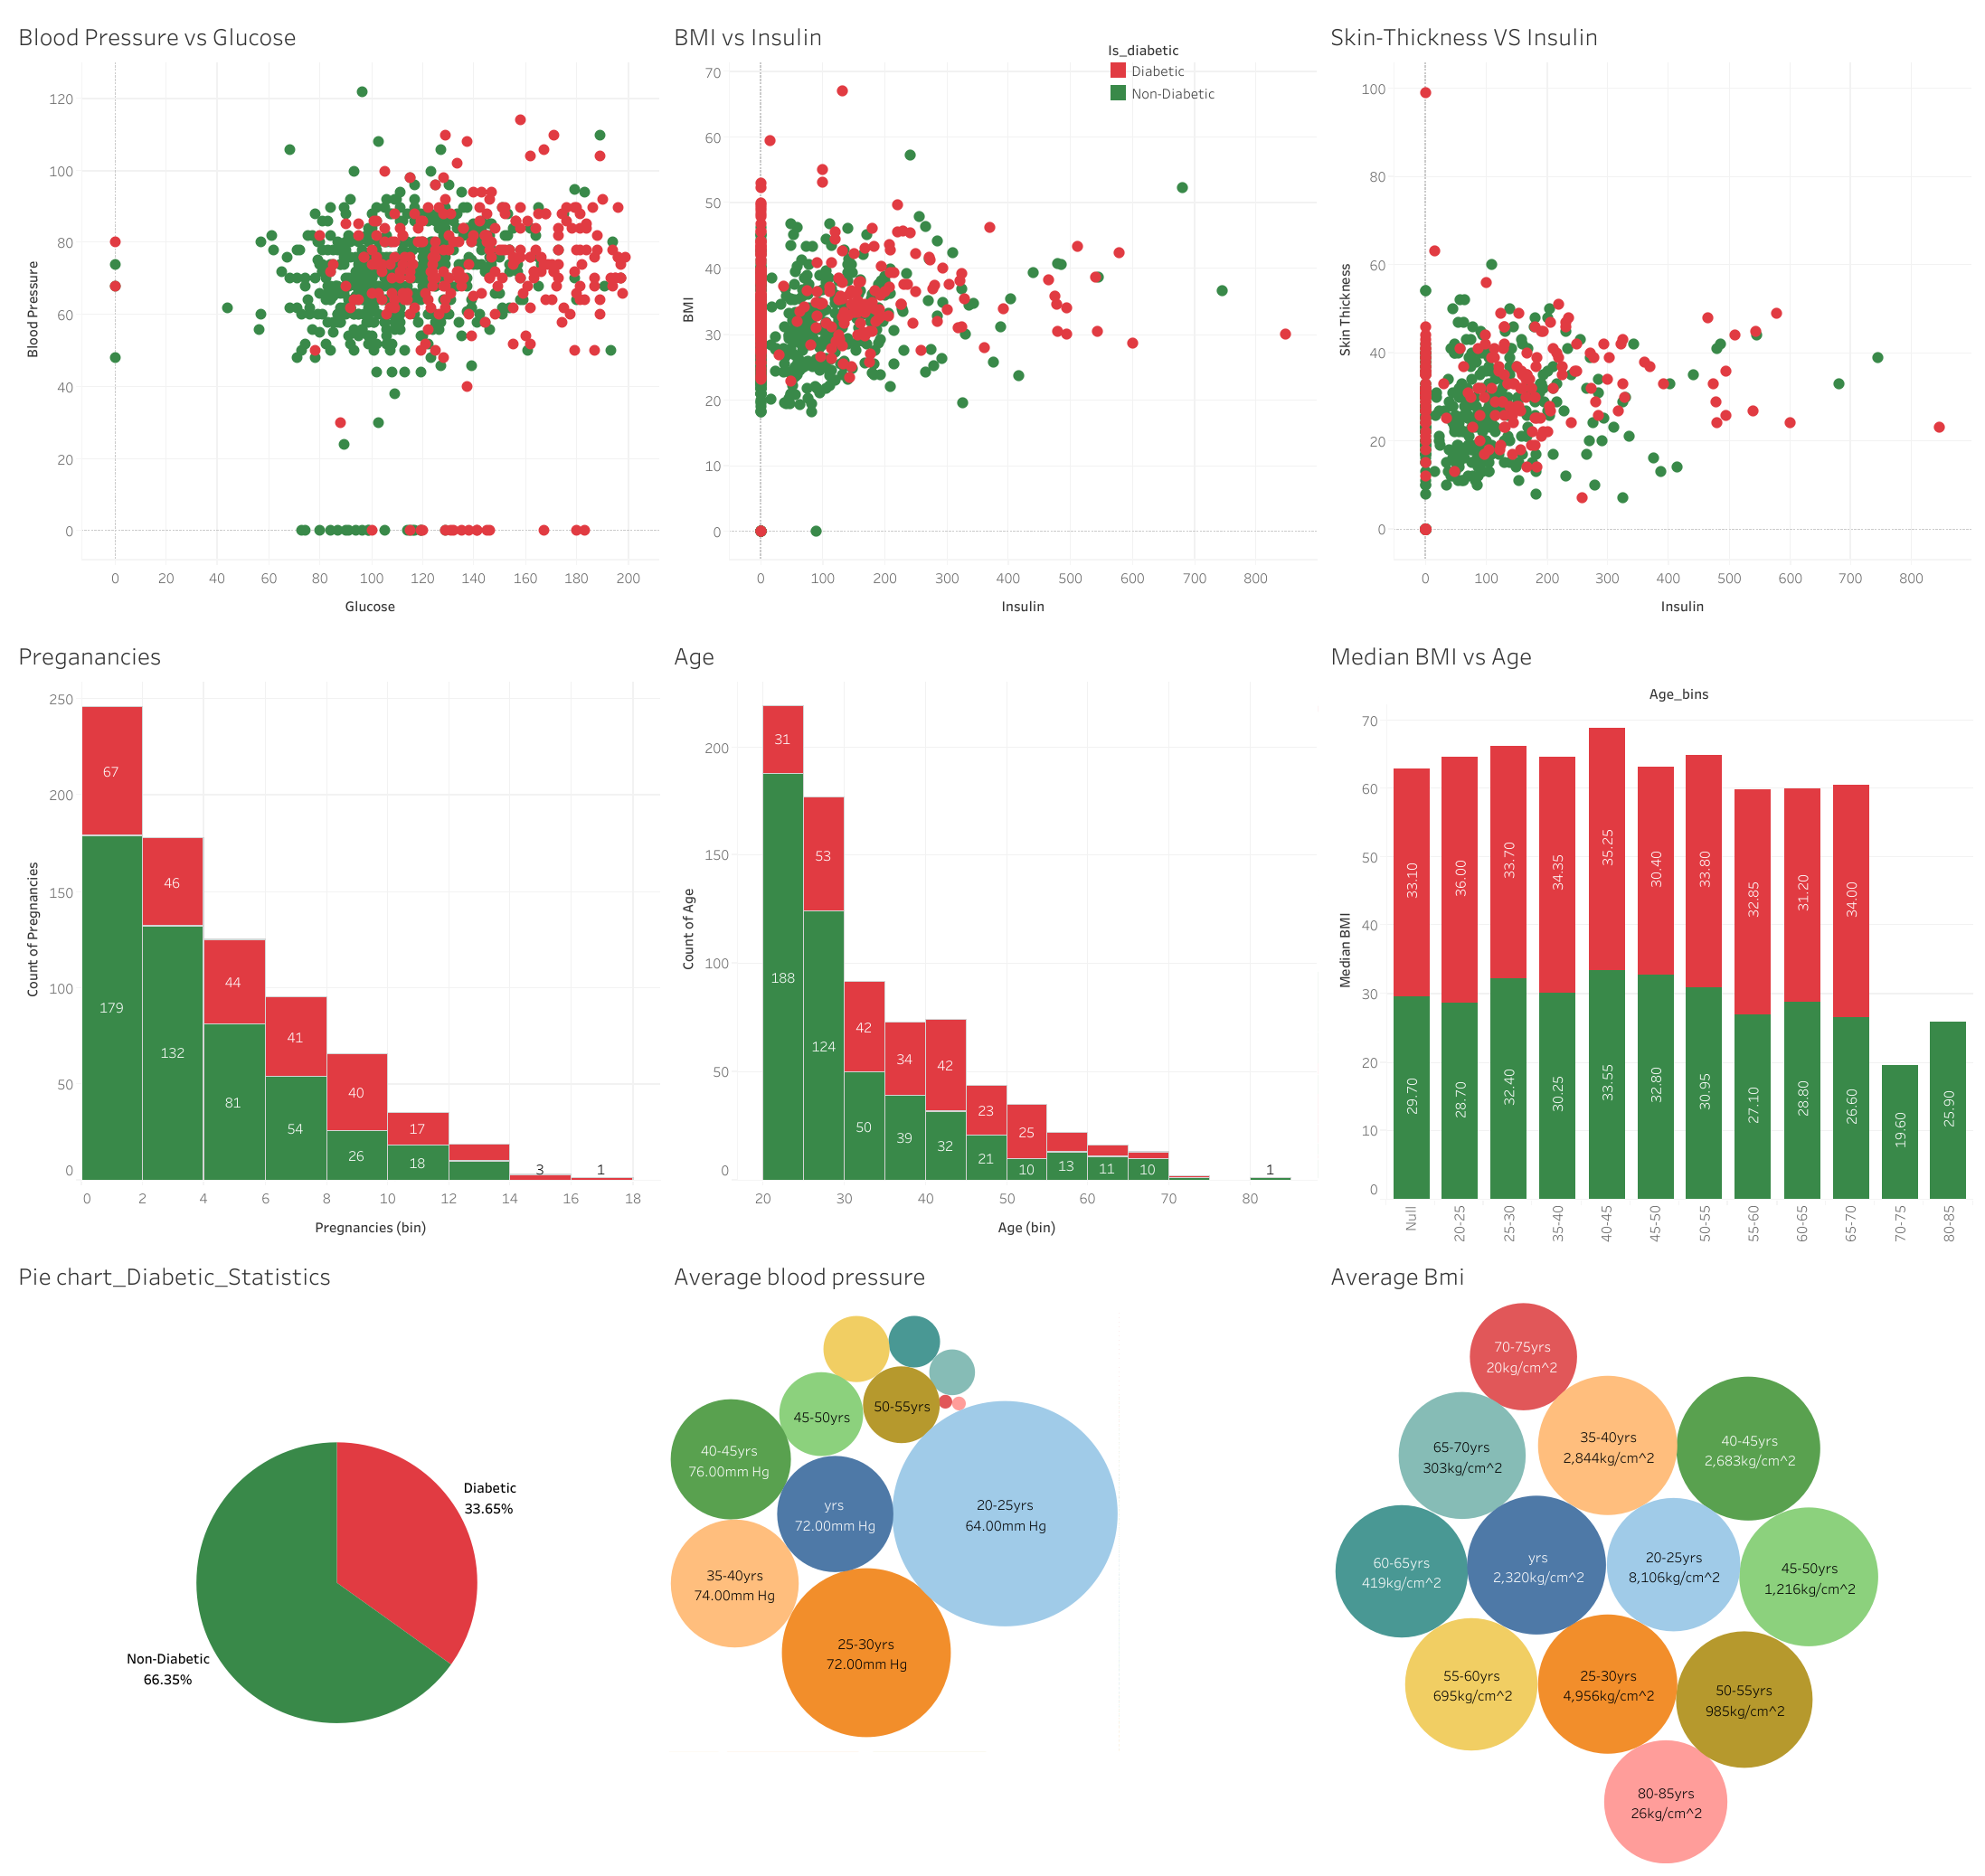 Blood Pressure vs Glucose
Blood Pressure
120
100
80
60
40
20
0
0 20 40 60 80 100 120 140 160 180 200
Glucose
BMI vs Insulin
Is_diabetic
Diabetic
Non-Diabetic
BMI
70
60
50
40
30
20
10
0
0 100 200 300 400 500 600 700 800
Insulin
Skin-Thickness VS Insulin
Skin Thickness
100
80
60
40
20
0
0 100 200 300 400 500 600 700 800
Insulin
Preganancies
Count of Pregnancies
250
200
150
100
50
0
67
179
46
132
44
81
41
54
40
26
17
18
3
1
0 2 4 6 8 10 12 14 16 18
Pregnancies (bin)
Age
Count of Age
200
150
100
50
0
31
188
53
124
42
50
34
39
42
32
23
21
25
10
13
11
10
1
20 30 40 50 60 70 80
Age (bin)
Median BMI vs Age
Age_bins
Median BMI
70
60
50
40
30
20
10
0
33.10
29.70
36.00
28.70
33.70
32.40
34.35
30.25
35.25
33.55
30.40
32.80
33.80
30.95
32.85
27.10
31.20
28.80
34.00
26.60
19.60
25.90
Null
20-25
25-30
35-40
40-45
45-50
50-55
55-60
60-65
65-70
70-75
80-85
Pie chart_Diabetic_Statistics
Diabetic
33.65%
Non-Diabetic
66.35%
Average blood pressure
45-50yrs
50-55yrs
40-45yrs
76.00mm Hg
yrs
72.00mm Hg
20-25yrs
64.00mm Hg
35-40yrs
74.00mm Hg
25-30yrs
72.00mm Hg
Average Bmi
70-75yrs
20kg/cm^2
65-70yrs
303kg/cm^2
35-40yrs
2,844kg/cm^2
40-45yrs
2,683kg/cm^2
60-65yrs
419kg/cm^2
yrs
2,320kg/cm^2
20-25yrs
8,106kg/cm^2
45-50yrs
1,216kg/cm^2
55-60yrs
695kg/cm^2
25-30yrs
4,956kg/cm^2
50-55yrs
985kg/cm^2
80-85yrs
26kg/cm^2